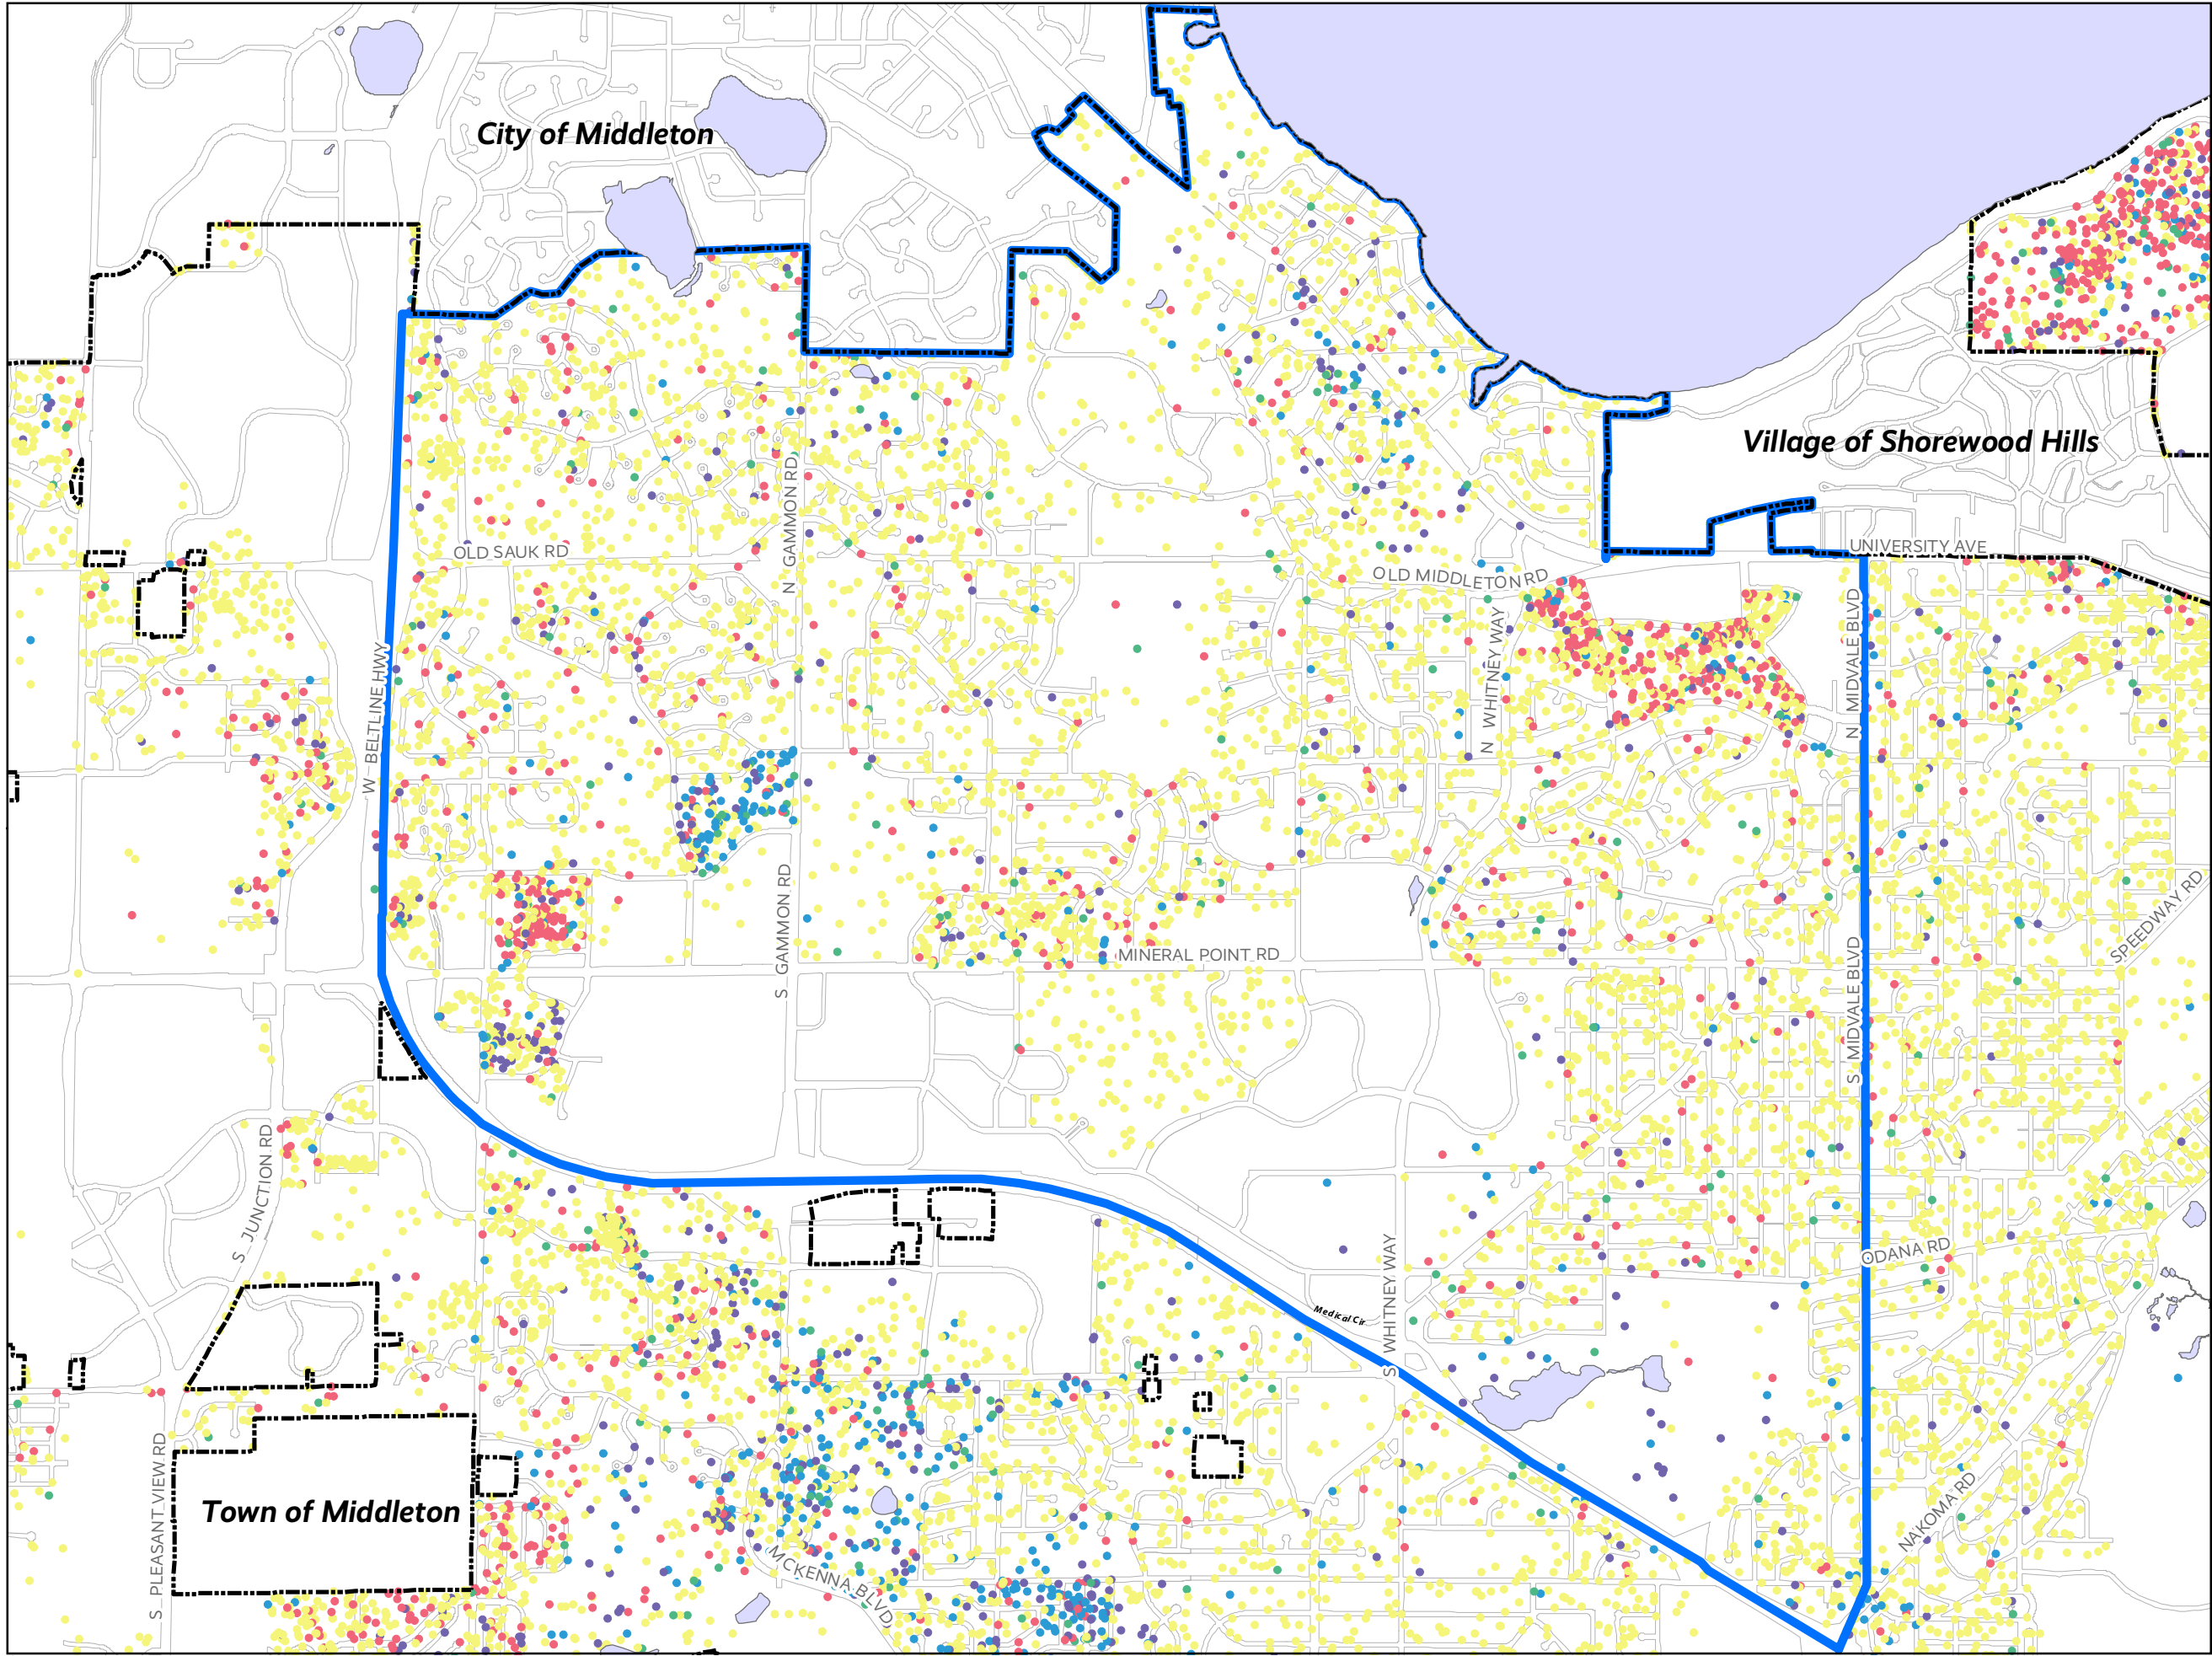 City of Middleton
Village of Shorewood Hills
OLD SAUK RD
N GAMMON RD
UNIVERSITY AVE
OLD MIDDLETON RD
N WHITNEY WAY
N MIDVALE BLVD
W BELTLINE HWY
S GAMMON RD
MINERAL POINT RD
SPEEDWAY RD
S MIDVALE BLVD
S JUNCTION RD
ODANA RD
Medical Cir
S WHITNEY WAY
Town of Middleton
S PLEASANT VIEW RD
MCKENNA BLVD
NAKOMA RD